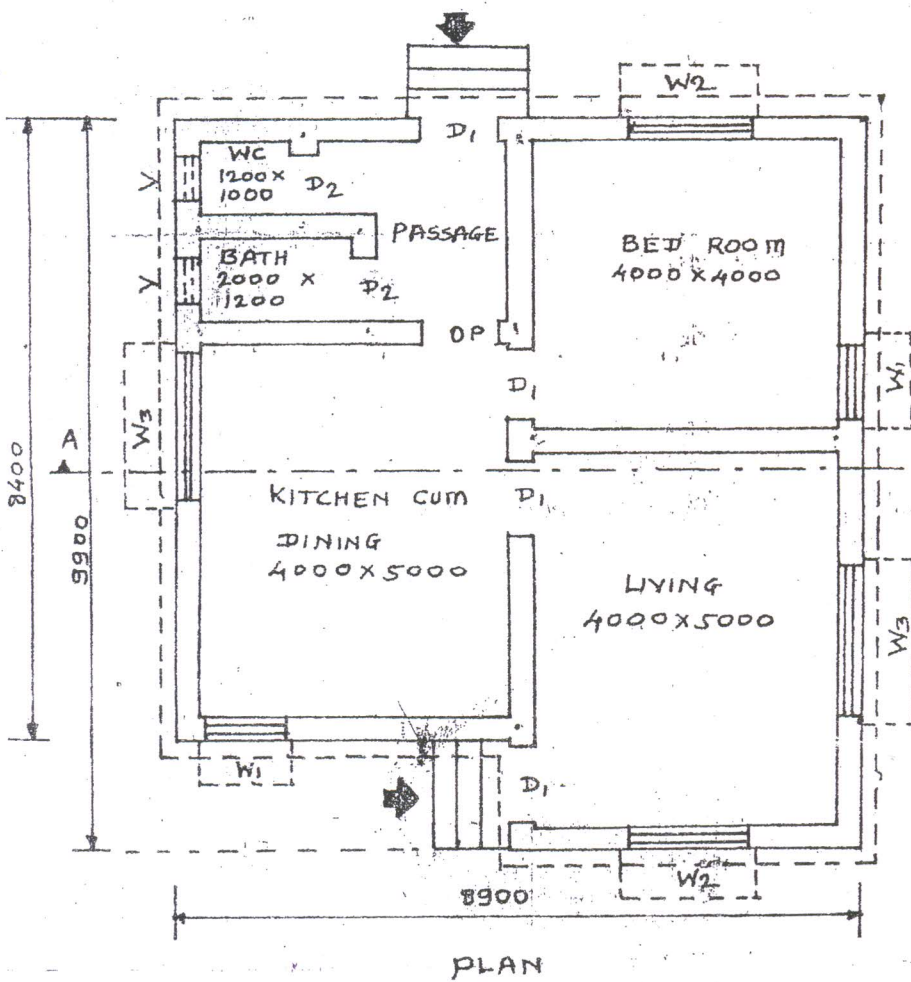 W2
D1
WC
1200 X
1000
D2
V
PASSAGE
BED ROOM
4000 X 4000
BATH
2000 X
1200
D2
V
OP
D1
W1
W3
A
8400
9900
KITCHEN CUM
DINING
4000 X 5000
D1
LIVING
4000 X 5000
W3
W1
D1
W2
8900
PLAN